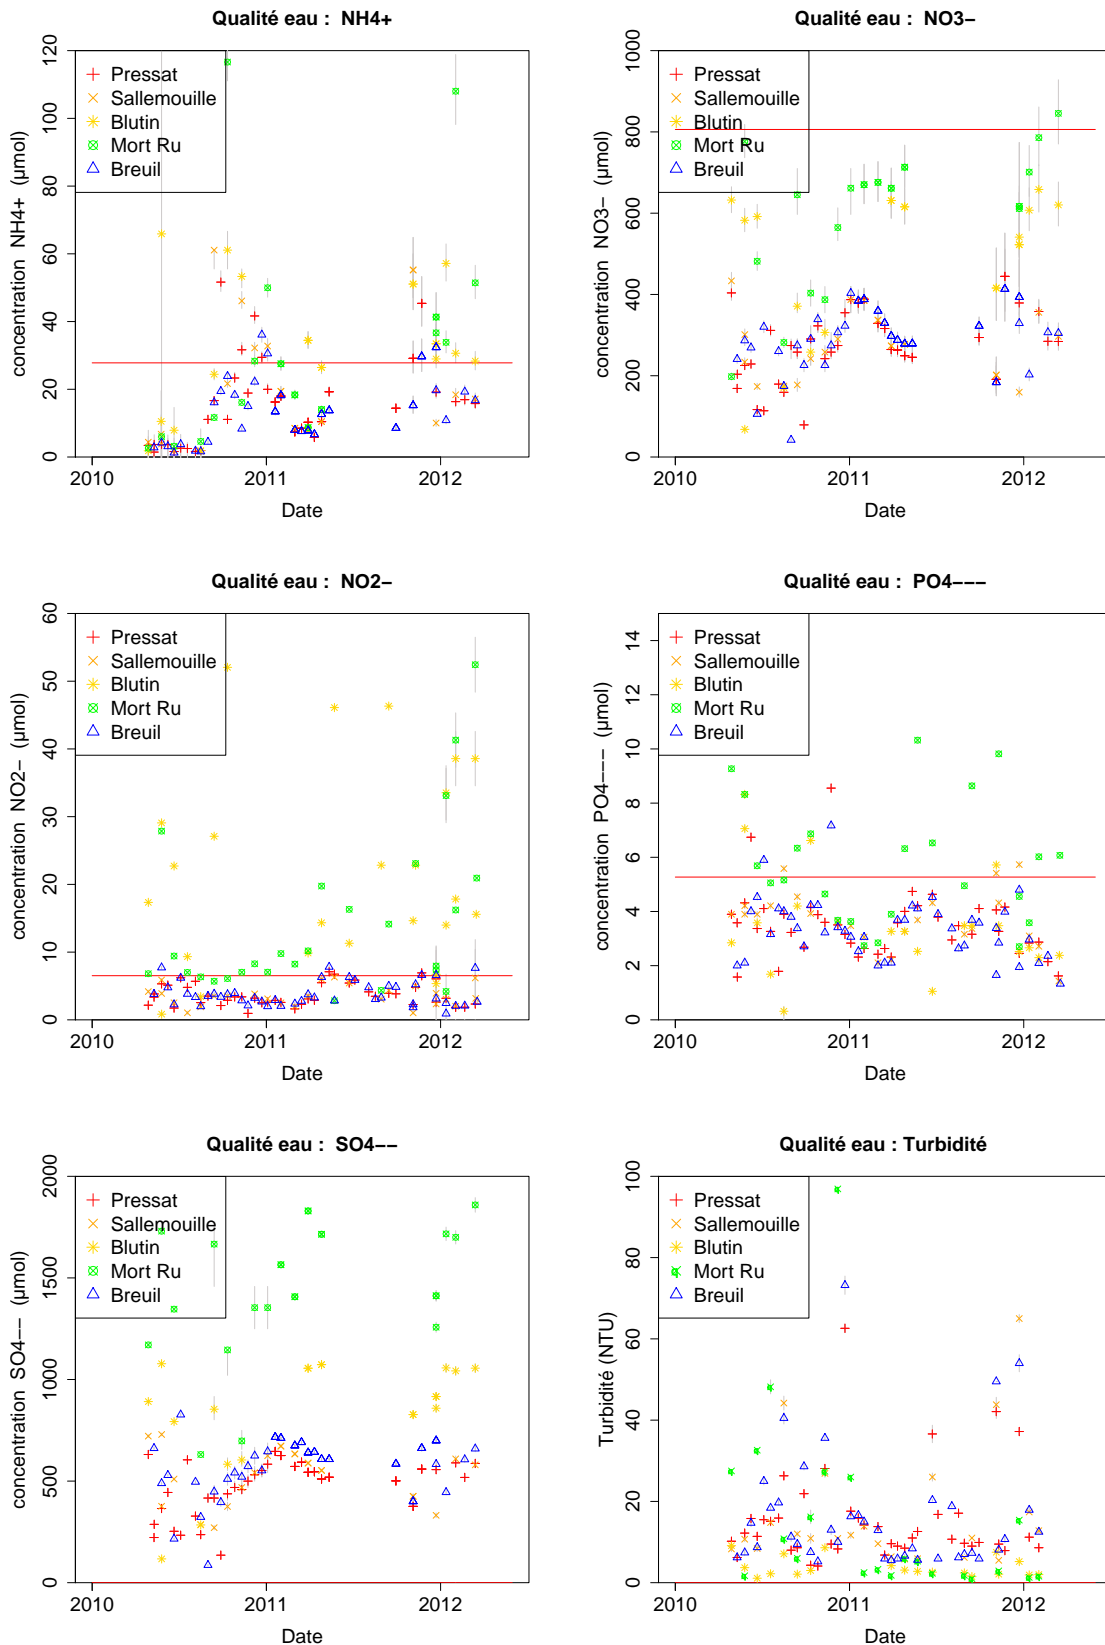 Qualité eau :  NH4+
concentration  NH4+  (µmol)
0 20 40 60 80 100 120
Pressat
Sallemouille
Blutin
Mort Ru
Breuil
2010 2011 2012
Date
Qualité eau :  NO3−
concentration  NO3−  (µmol)
0 200 400 600 800 1000
Pressat
Sallemouille
Blutin
Mort Ru
Breuil
2010 2011 2012
Date
Qualité eau :  NO2−
concentration  NO2−  (µmol)
0 10 20 30 40 50 60
Pressat
Sallemouille
Blutin
Mort Ru
Breuil
2010 2011 2012
Date
Qualité eau :  PO4−−−
concentration  PO4−−−  (µmol)
0 2 4 6 8 10 12 14
Pressat
Sallemouille
Blutin
Mort Ru
Breuil
2010 2011 2012
Date
Qualité eau :  SO4−−
concentration  SO4−−  (µmol)
0 500 1000 1500 2000
Pressat
Sallemouille
Blutin
Mort Ru
Breuil
2010 2011 2012
Date
Qualité eau : Turbidité
Turbidité (NTU)
0 20 40 60 80 100
Pressat
Sallemouille
Blutin
Mort Ru
Breuil
2010 2011 2012
Date